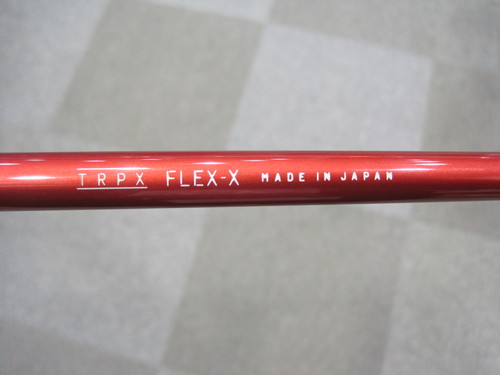 TRPX FLEX-X MADE IN JAPAN